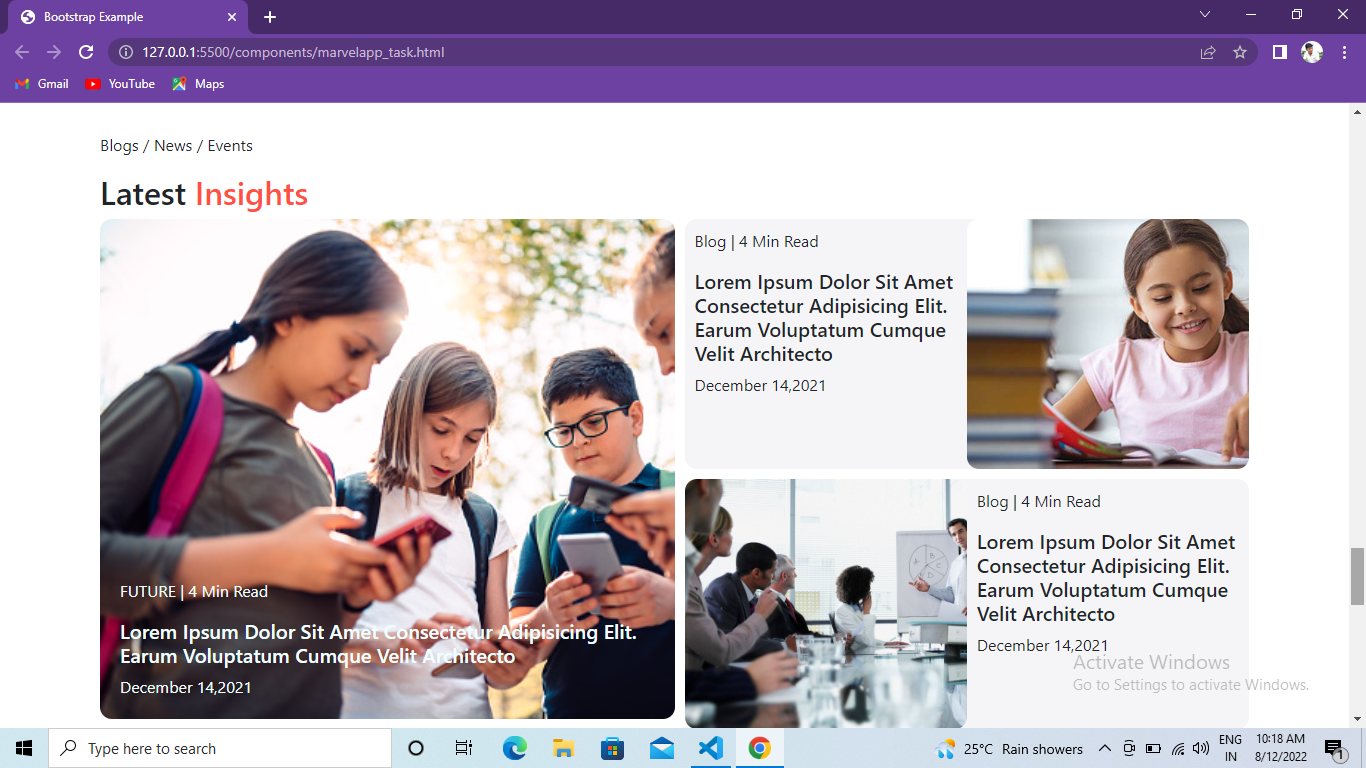 Bootstrap Example
127.0.0.1:5500/components/marvelapp_task.html
Gmail YouTube Maps
Blogs / News / Events
Latest Insights
FUTURE | 4 Min Read
Lorem Ipsum Dolor Sit Amet Consectetur Adipisicing Elit.
Earum Voluptatum Cumque Velit Architecto
December 14,2021
Blog | 4 Min Read
Lorem Ipsum Dolor Sit Amet
Consectetur Adipisicing Elit.
Earum Voluptatum Cumque
Velit Architecto
December 14,2021
Blog | 4 Min Read
Lorem Ipsum Dolor Sit Amet
Consectetur Adipisicing Elit.
Earum Voluptatum Cumque
Velit Architecto
December 14,2021
Activate Windows
Go to Settings to activate Windows.
Type here to search
25°C Rain showers
ENG
IN
10:18 AM
8/12/2022
1